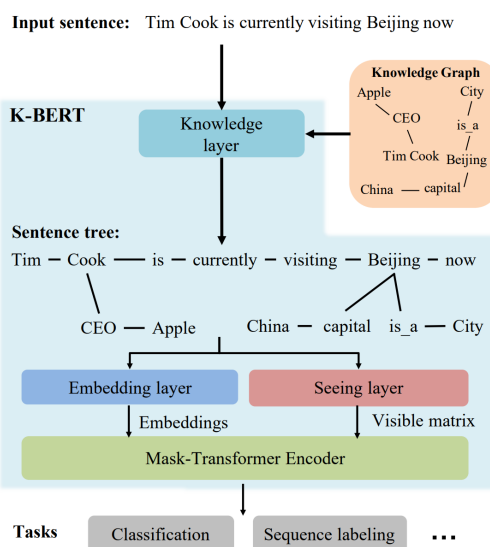 Input sentence: Tim Cook is currently visiting Beijing now
Knowledge Graph
Apple City
CEO is_a
Tim Cook Beijing
China capital
K-BERT
Knowledge layer
Sentence tree:
Tim Cook is currently visiting Beijing now
CEO Apple China capital is_a City
Embedding layer Seeing layer
Embeddings Visible matrix
Mask-Transformer Encoder
Tasks Classification Sequence labeling ...